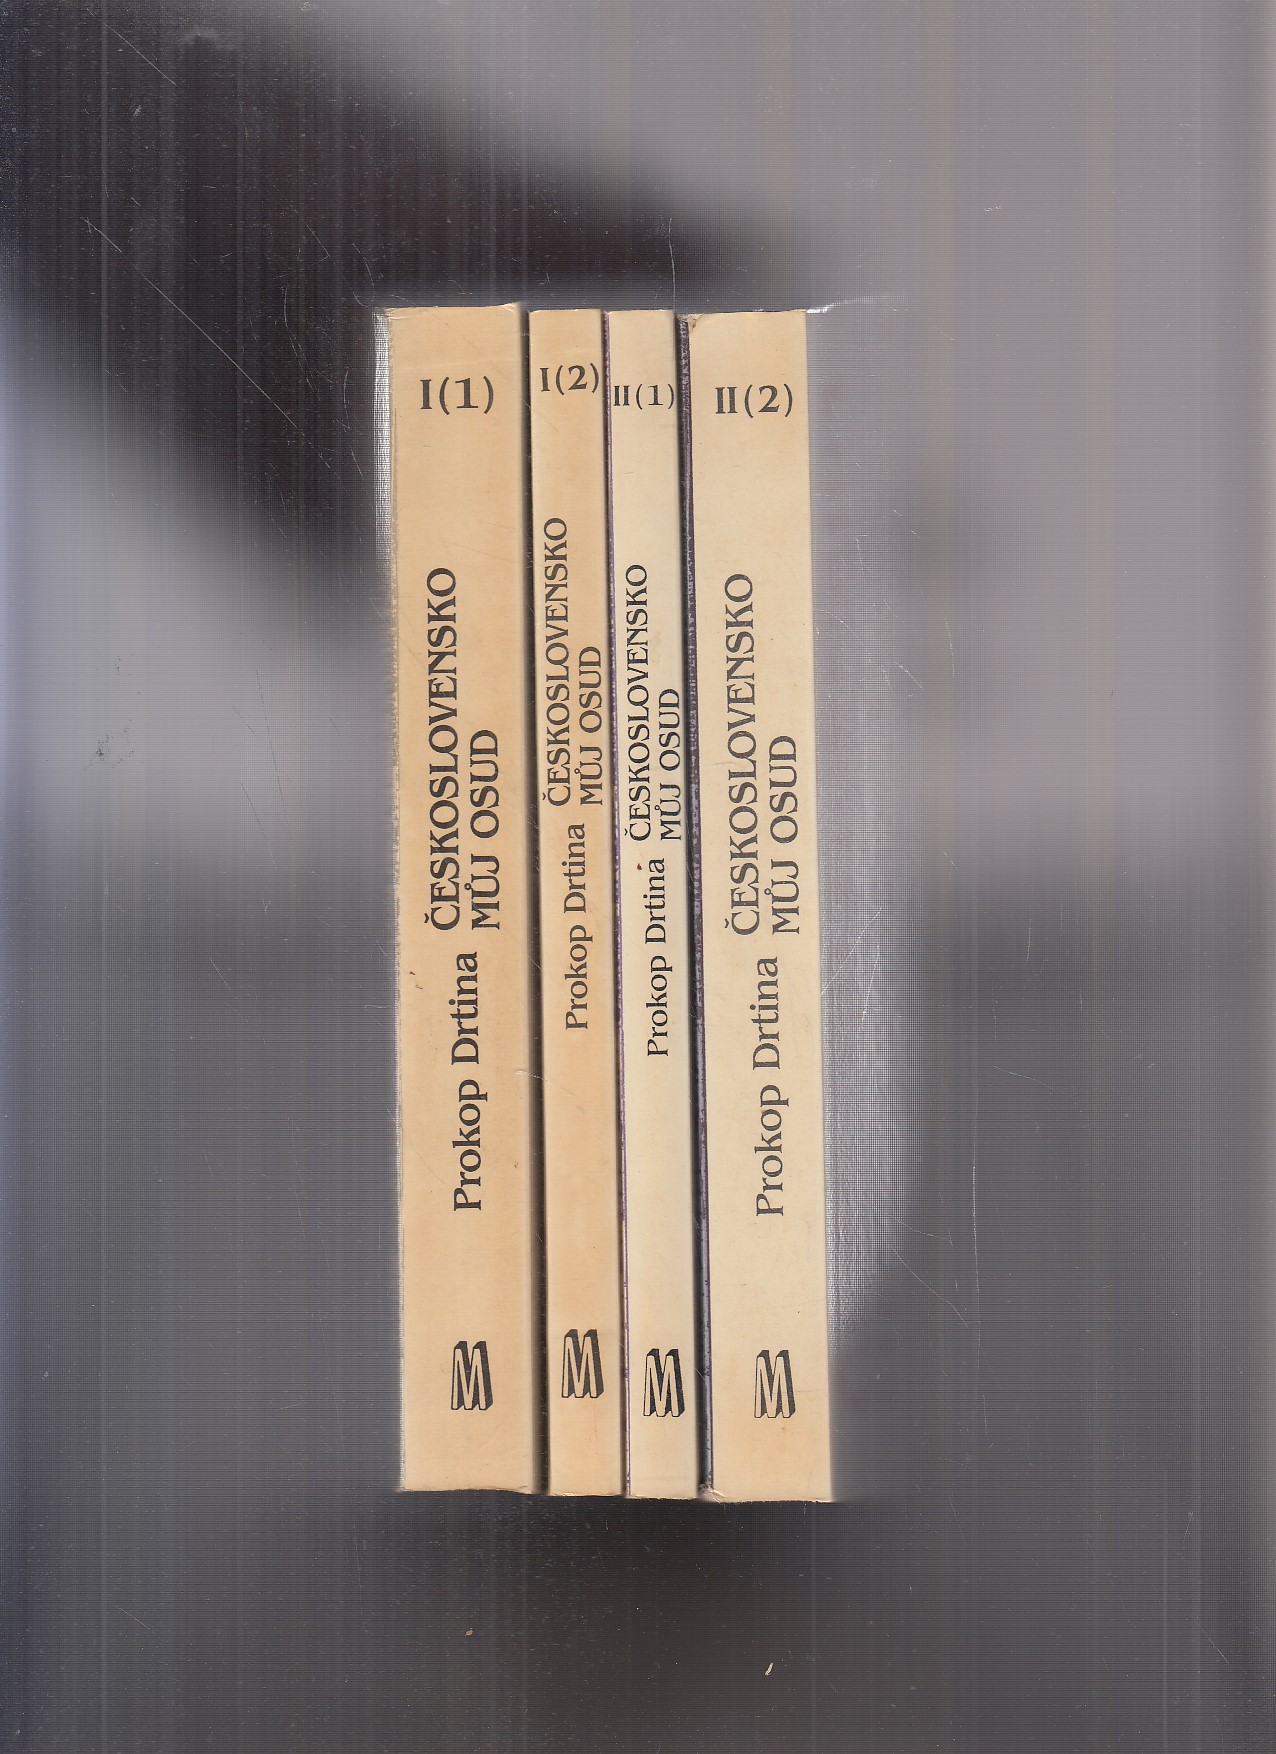 I(1)
Prokop Drtina
ČESKOSLOVENSKO
MŮJ OSUD
M
I(2)
Prokop Drtina
ČESKOSLOVENSKO
MŮJ OSUD
M
II(1)
Prokop Drtina
ČESKOSLOVENSKO
MŮJ OSUD
M
II(2)
Prokop Drtina
ČESKOSLOVENSKO
MŮJ OSUD
M